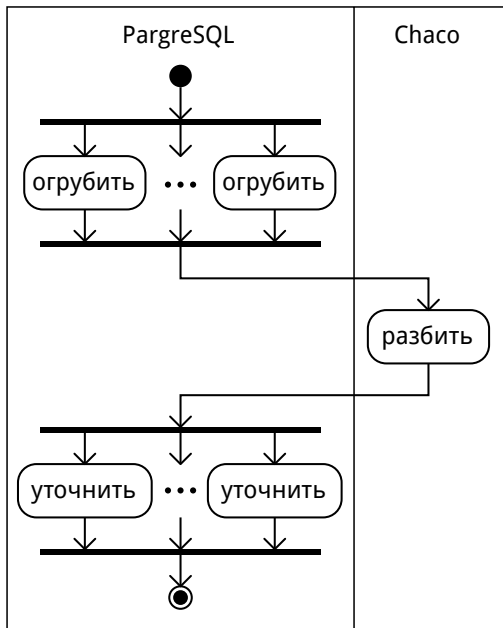 PargreSQL Chaco
огрубить ... огрубить
разбить
уточнить ... уточнить